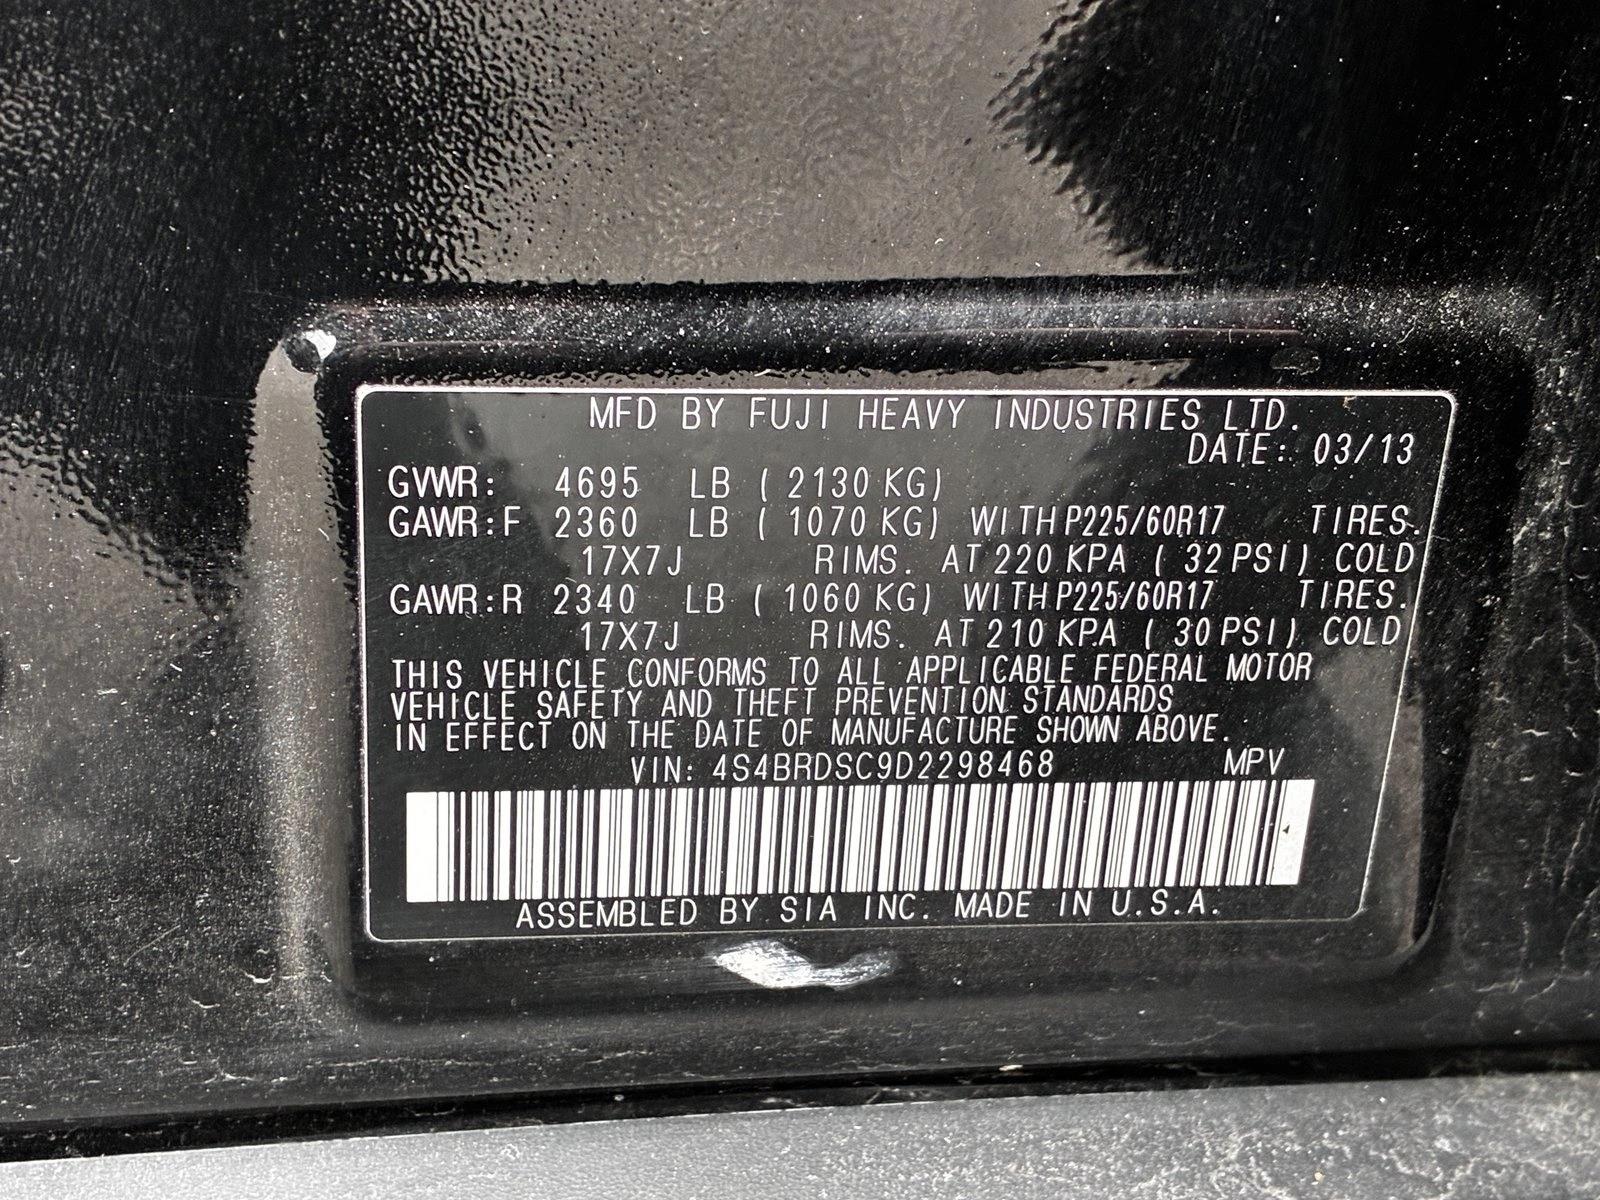 MFD BY FUJI HEAVY INDUSTRIES LTD.
DATE: 03/13
GVWR: 4695 LB ( 2130 KG)
GAWR:F 2360 LB ( 1070 KG) WITH P225/60R17 TIRES.
17X7J RIMS. AT 220 KPA ( 32 PSI) COLD
GAWR:R 2340 LB ( 1060 KG) WITH P225/60R17 TIRES.
17X7J RIMS. AT 210 KPA ( 30 PSI) COLD
THIS VEHICLE CONFORMS TO ALL APPLICABLE FEDERAL MOTOR
VEHICLE SAFETY AND THEFT PREVENTION STANDARDS
IN EFFECT ON THE DATE OF MANUFACTURE SHOWN ABOVE.
VIN: 4S4BRDSC9D2298468 MPV
ASSEMBLED BY SIA INC. MADE IN U.S.A.